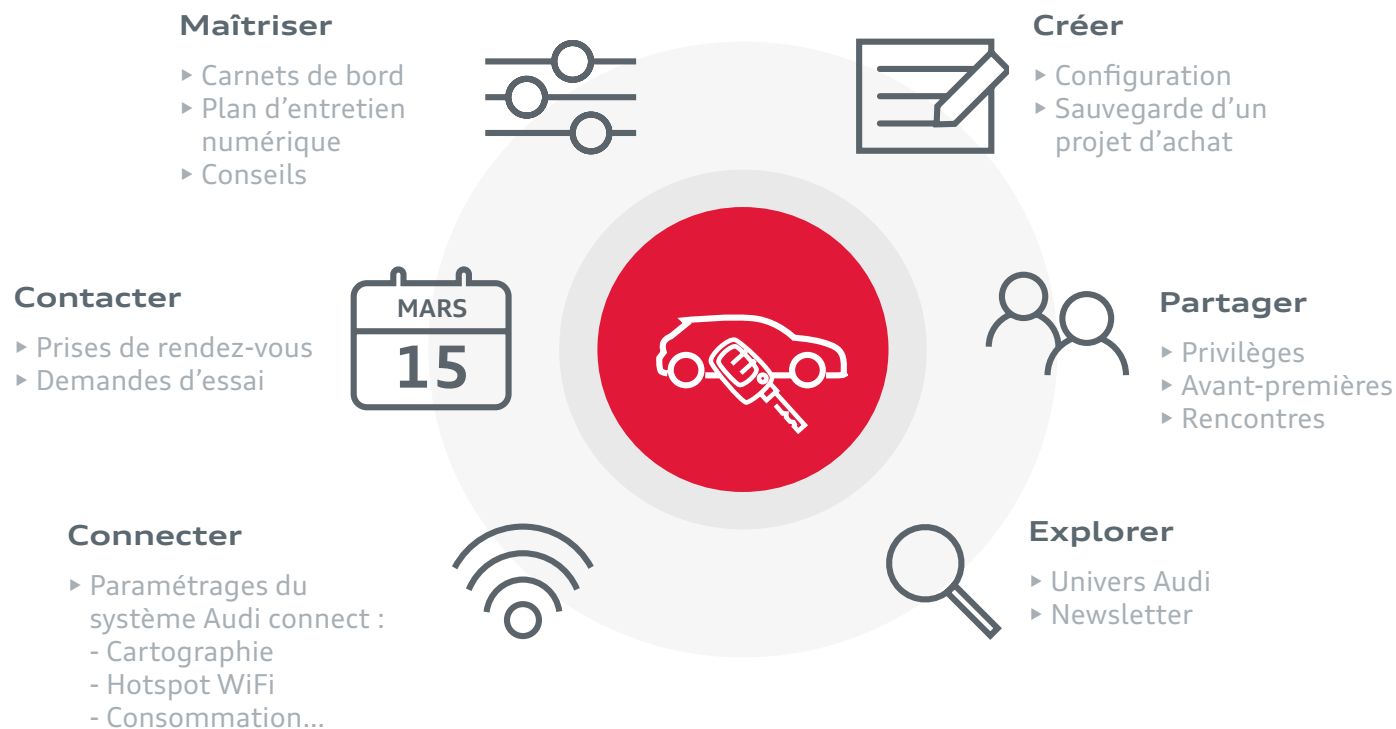 Maîtriser
▸ Carnets de bord
▸ Plan d’entretien
numérique
▸ Conseils
Créer
▸ Configuration
▸ Sauvegarde d’un
projet d’achat
Contacter
▸ Prises de rendez-vous
▸ Demandes d’essai
MARS
15
Partager
▸ Privilèges
▸ Avant-premières
▸ Rencontres
Connecter
▸ Paramétrages du
système Audi connect :
- Cartographie
- Hotspot WiFi
- Consommation...
Explorer
▸ Univers Audi
▸ Newsletter